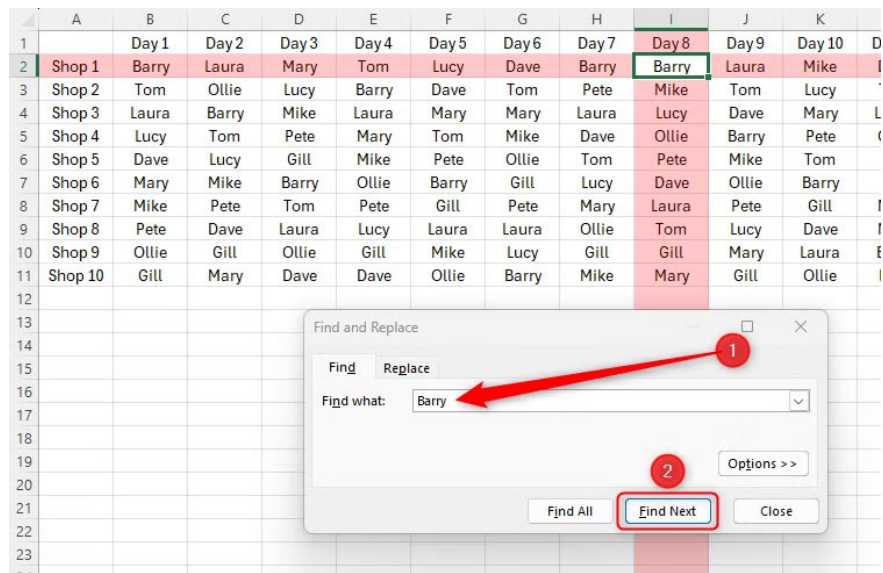 A B C D E F G H I J K
1 Day 1 Day 2 Day 3 Day 4 Day 5 Day 6 Day 7 Day 8 Day 9 Day 10 D
2 Shop 1 Barry Laura Mary Tom Lucy Dave Barry Barry Laura Mike
3 Shop 2 Tom Ollie Lucy Barry Dave Tom Pete Mike Tom Lucy
4 Shop 3 Laura Barry Mike Laura Mary Mary Laura Lucy Dave Mary L
5 Shop 4 Lucy Tom Pete Mary Tom Mike Dave Ollie Barry Pete
6 Shop 5 Dave Lucy Gill Mike Pete Ollie Tom Pete Mike Tom
7 Shop 6 Mary Mike Barry Ollie Barry Gill Lucy Dave Ollie Barry
8 Shop 7 Mike Pete Tom Pete Gill Pete Mary Laura Pete Gill
9 Shop 8 Pete Dave Laura Lucy Laura Laura Ollie Tom Lucy Dave
10 Shop 9 Ollie Gill Ollie Gill Mike Lucy Gill Gill Mary Laura
11 Shop 10 Gill Mary Dave Dave Ollie Barry Mike Mary Gill Ollie
12
13
Find and Replace
14
1
15
Find Replace
16
Find what: Barry
17
18
19
2 Options >>
20
21
Find All Find Next Close
22
23